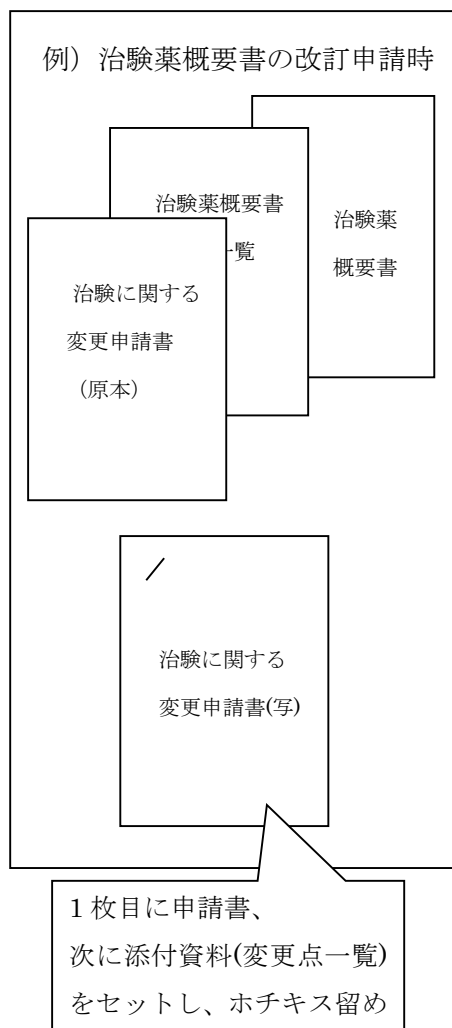 例）治験薬概要書の改訂申請時
治験薬概要書
一覧
治験薬
概要書
治験に関する
変更申請書
（原本）
治験に関する
変更申請書(写)
1 枚目に申請書、
次に添付資料(変更点一覧)
をセットし、ホチキス留め